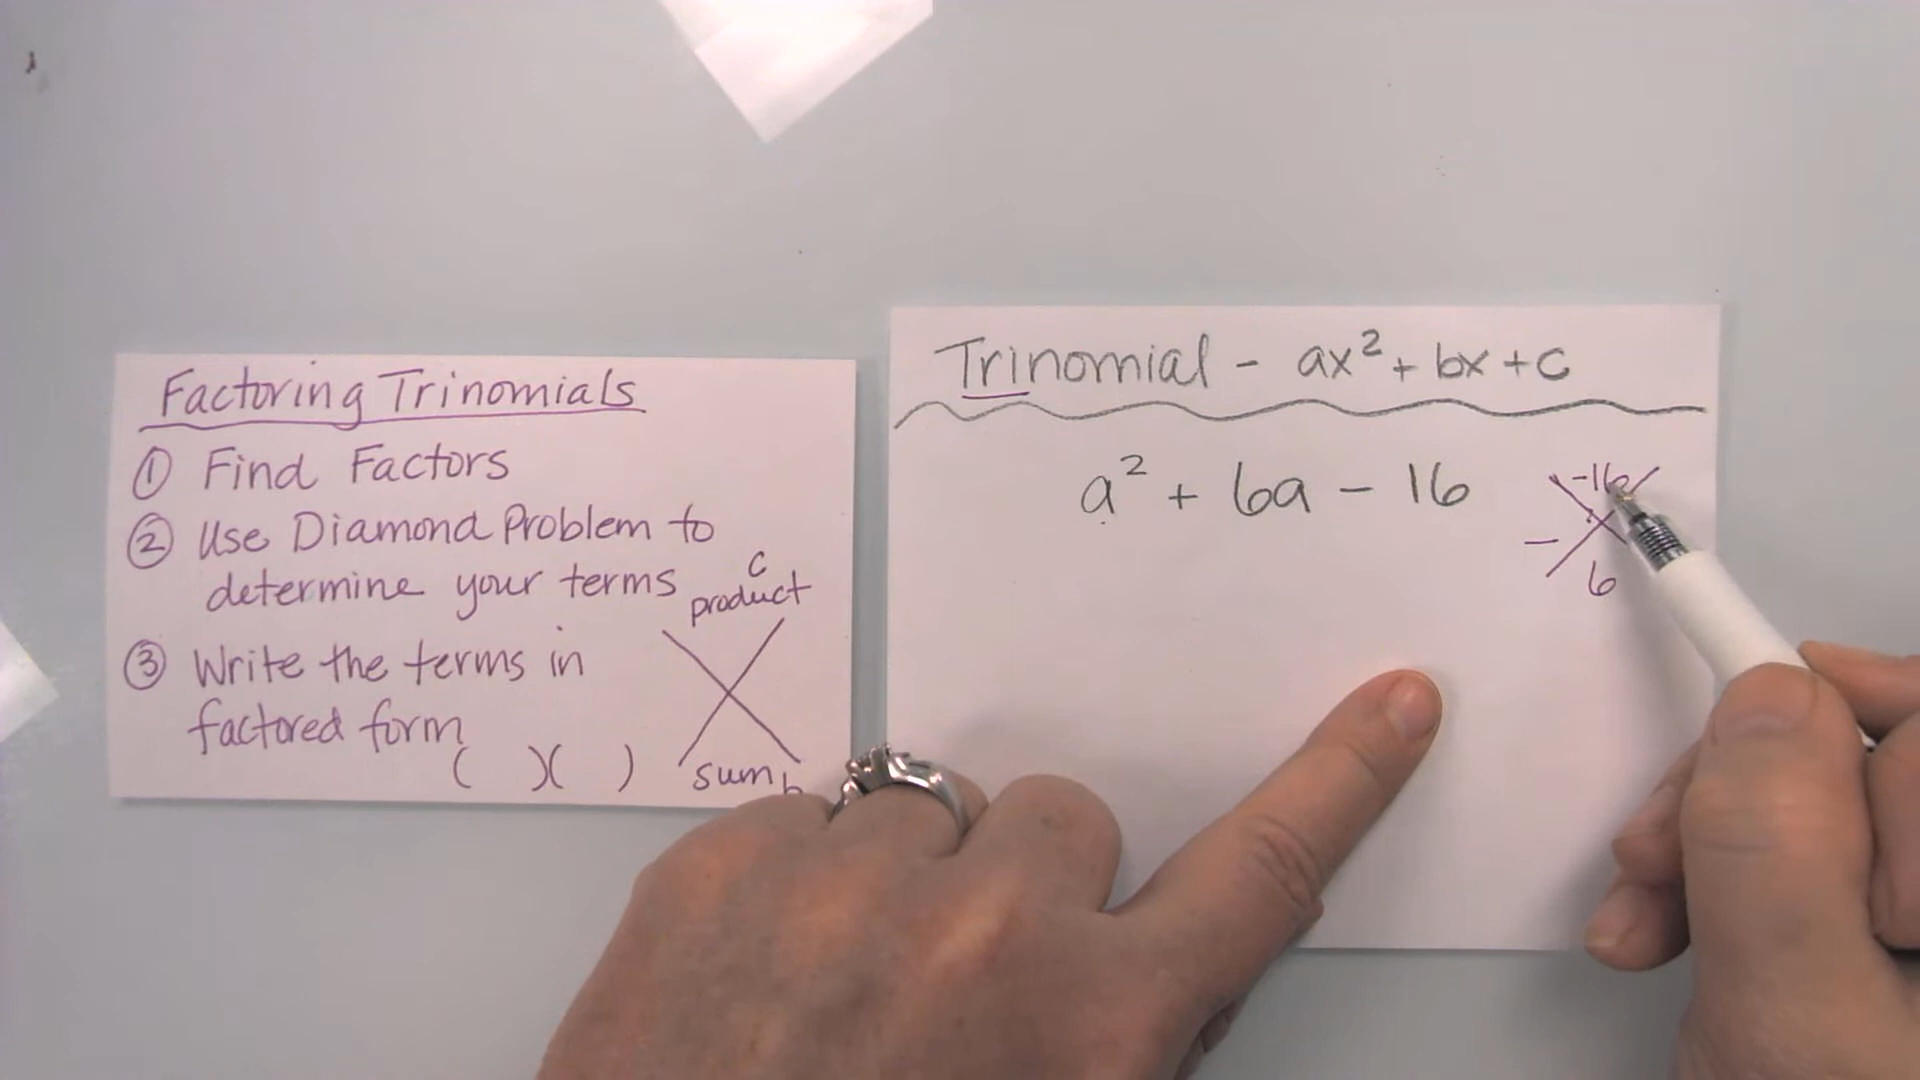 Factoring Trinomials
① Find Factors
② Use Diamond Problem to
determine your terms
c
product
③ Write the terms in
factored form
( )( )
sum
b
Trinomial - ax² + bx + c
a² + 6a - 16
-16
-
6